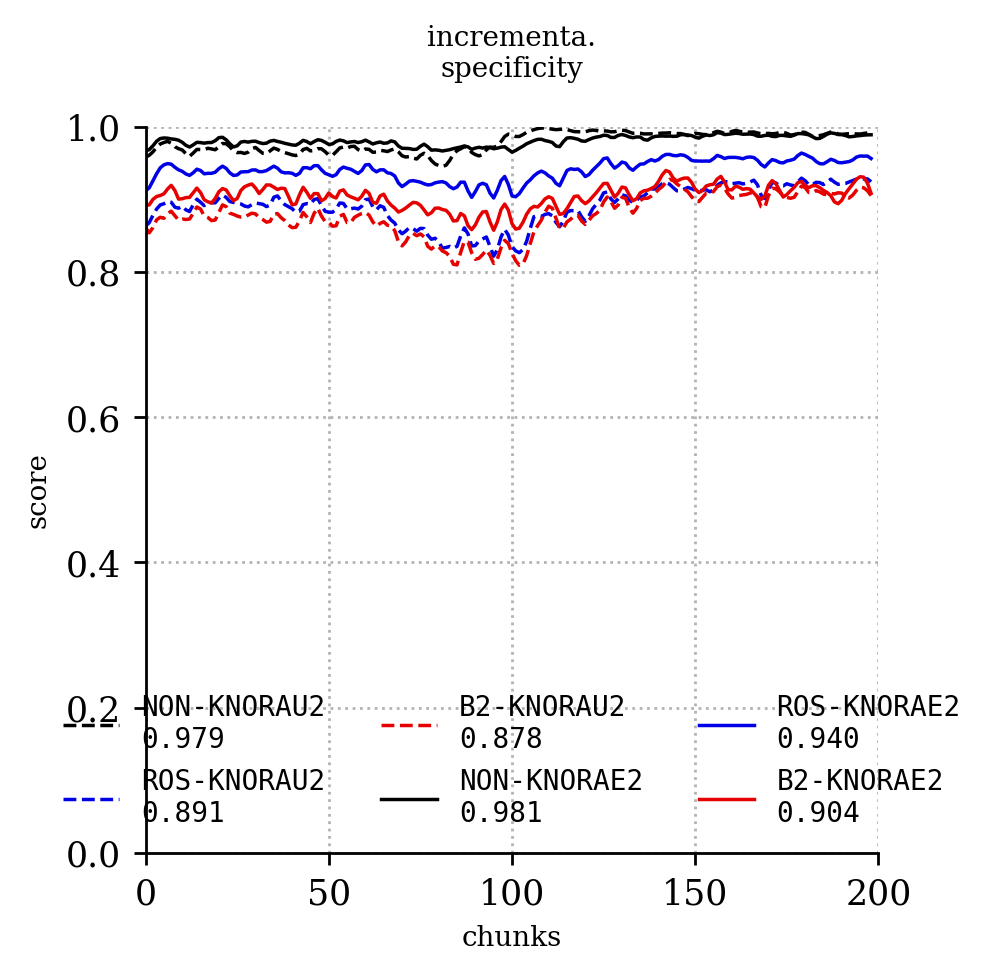 incrementa.
specificity
1.0
0.8
0.6
0.4
0.2
0.0
score
NON-KNORAU2
0.979
B2-KNORAU2
0.878
ROS-KNORAE2
0.940
ROS-KNORAU2
0.891
NON-KNORAE2
0.981
B2-KNORAE2
0.904
0 50 100 150 200
chunks